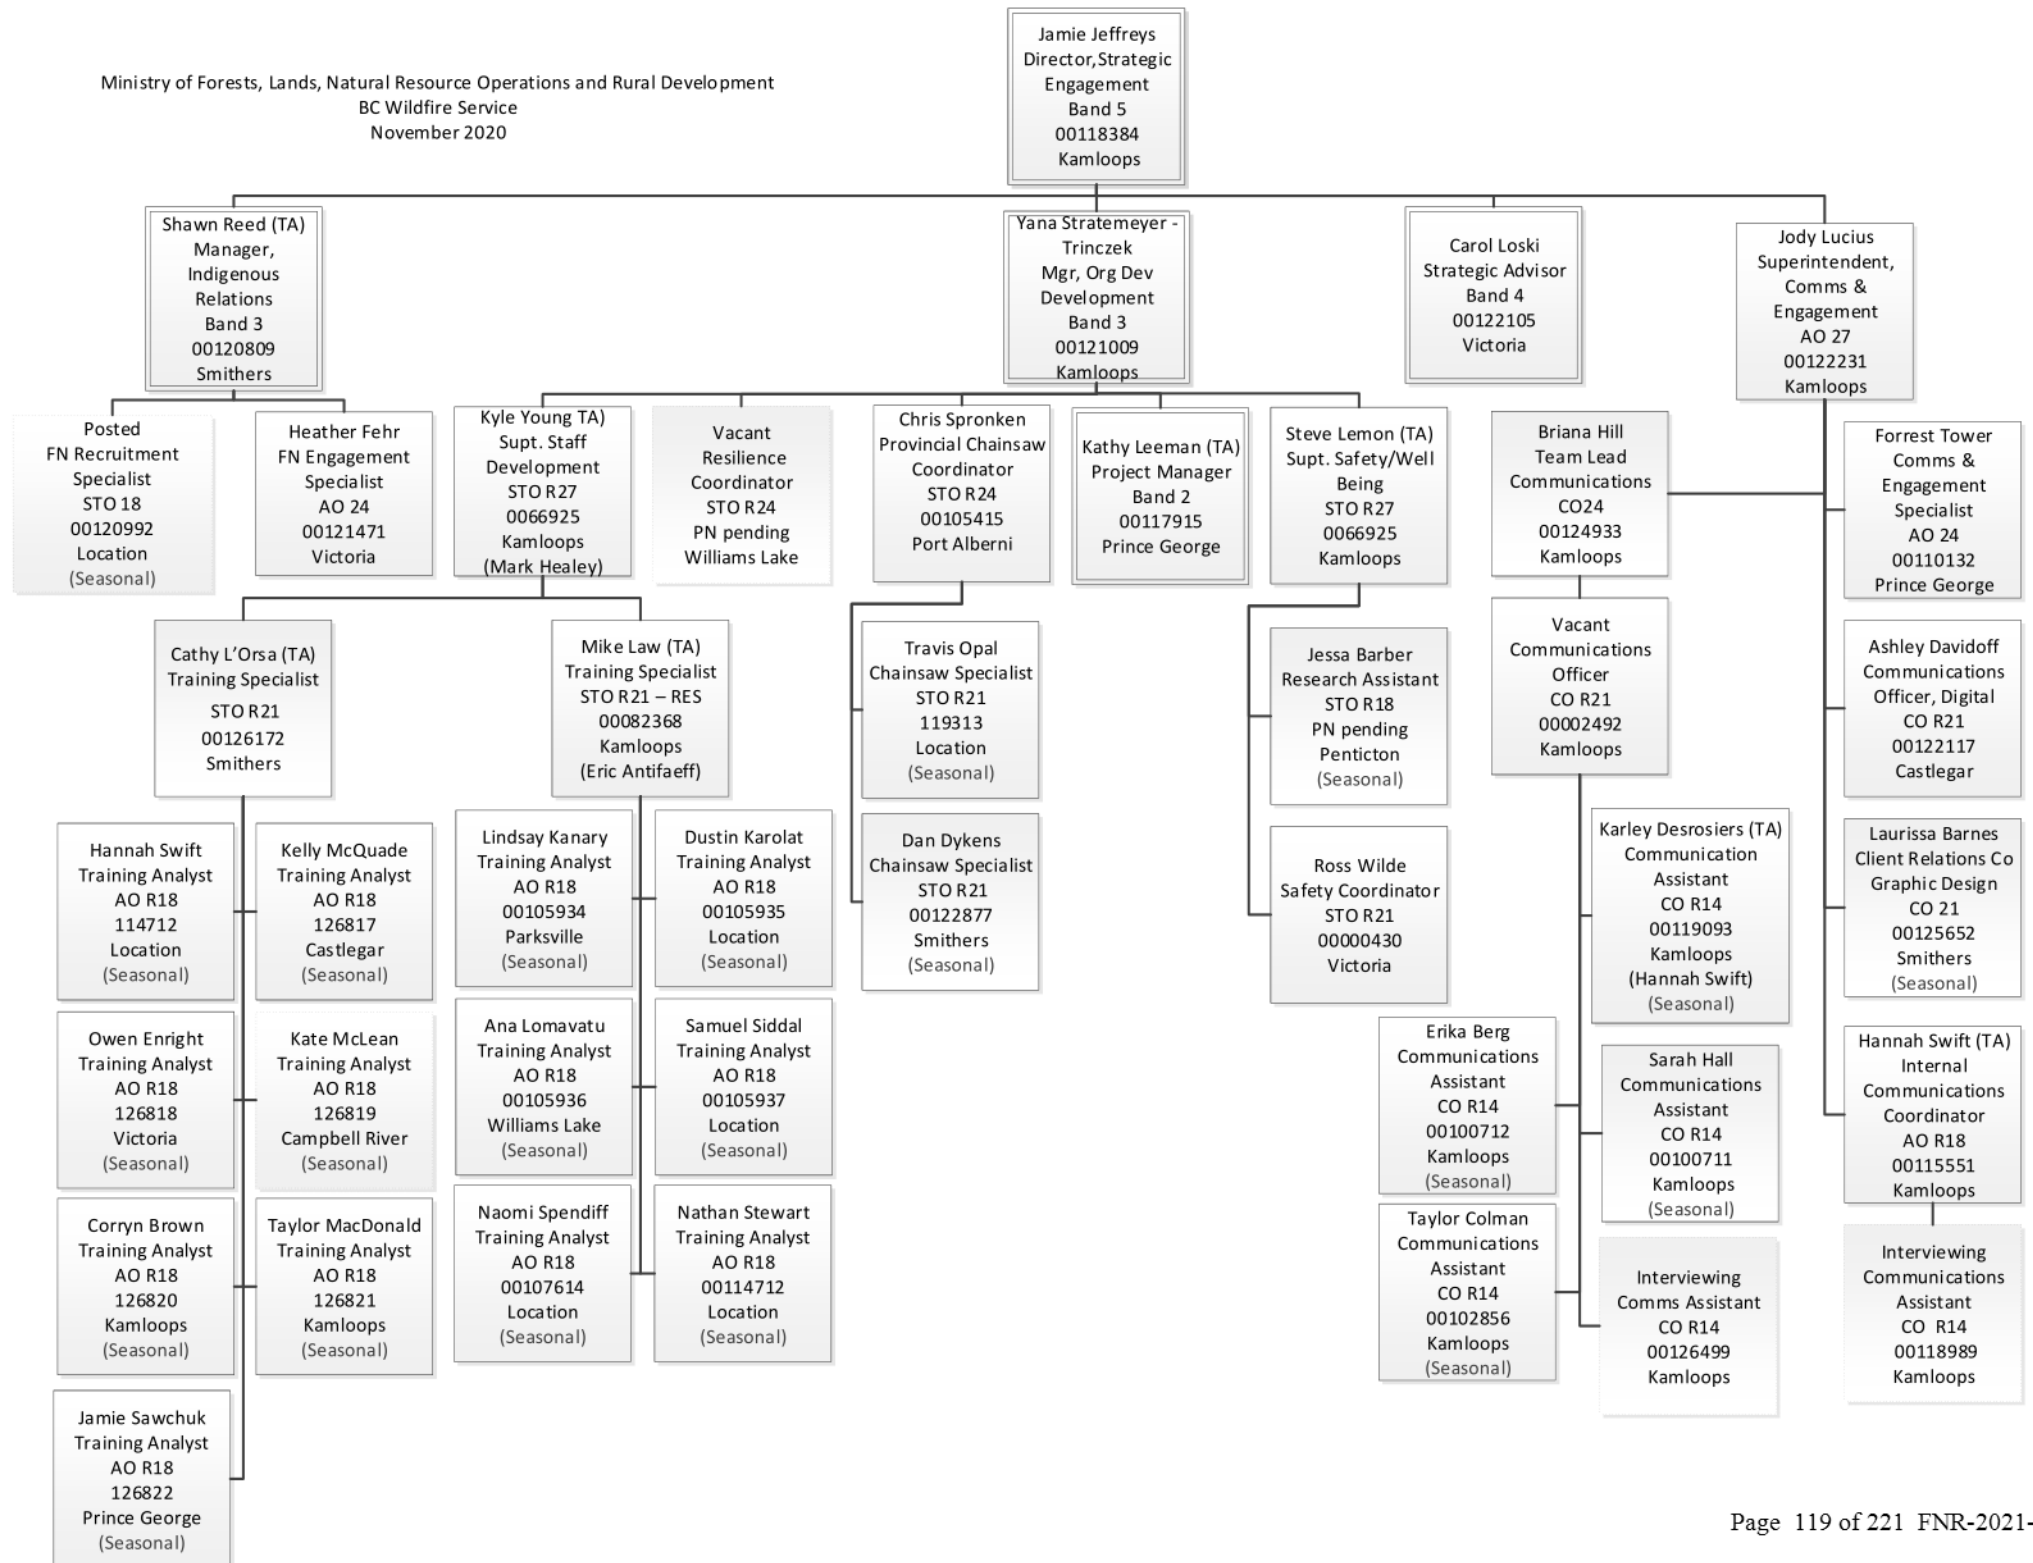 Ministry of Forests, Lands, Natural Resource Operations and Rural Development
BC Wildfire Service
November 2020
Jamie Jeffreys
Director,Strategic
Engagement
Band 5
00118384
Kamloops
Shawn Reed (TA)
Manager,
Indigenous
Relations
Band 3
00120809
Smithers
Yana Stratemeyer -
Trinczek
Mgr, Org Dev
Development
Band 3
00121009
Kamloops
Carol Loski
Strategic Advisor
Band 4
00122105
Victoria
Jody Lucius
Superintendent,
Comms &
Engagement
AO 27
00122231
Kamloops
Posted
FN Recruitment
Specialist
STO 18
00120992
Location
(Seasonal)
Heather Fehr
FN Engagement
Specialist
AO 24
00121471
Victoria
Kyle Young TA)
Supt. Staff
Development
STO R27
0066925
Kamloops
(Mark Healey)
Vacant
Resilience
Coordinator
STO R24
PN pending
Williams Lake
Chris Spronken
Provincial Chainsaw
Coordinator
STO R24
00105415
Port Alberni
Kathy Leeman (TA)
Project Manager
Band 2
00117915
Prince George
Steve Lemon (TA)
Supt. Safety/Well
Being
STO R27
0066925
Kamloops
Briana Hill
Team Lead
Communications
CO24
00124933
Kamloops
Forrest Tower
Comms &
Engagement
Specialist
AO 24
00110132
Prince George
Cathy L'Orsa (TA)
Training Specialist
STO R21
00126172
Smithers
Mike Law (TA)
Training Specialist
STO R21 – RES
00082368
Kamloops
(Eric Antifaeff)
Travis Opal
Chainsaw Specialist
STO R21
119313
Location
(Seasonal)
Jessa Barber
Research Assistant
STO R18
PN pending
Penticton
(Seasonal)
Vacant
Communications
Officer
CO R21
00002492
Kamloops
Ashley Davidoff
Communications
Officer, Digital
CO R21
00122117
Castlegar
Hannah Swift
Training Analyst
AO R18
114712
Location
(Seasonal)
Kelly McQuade
Training Analyst
AO R18
126817
Castlegar
(Seasonal)
Lindsay Kanary
Training Analyst
AO R18
00105934
Parksville
(Seasonal)
Dustin Karolat
Training Analyst
AO R18
00105935
Location
(Seasonal)
Dan Dykens
Chainsaw Specialist
STO R21
00122877
Smithers
(Seasonal)
Ross Wilde
Safety Coordinator
STO R21
00000430
Victoria
Karley Desrosiers (TA)
Communication
Assistant
CO R14
00119093
Kamloops
(Hannah Swift)
(Seasonal)
Laurissa Barnes
Client Relations Co
Graphic Design
CO 21
00125652
Smithers
(Seasonal)
Owen Enright
Training Analyst
AO R18
126818
Victoria
(Seasonal)
Kate McLean
Training Analyst
AO R18
126819
Campbell River
(Seasonal)
Ana Lomavatu
Training Analyst
AO R18
00105936
Williams Lake
(Seasonal)
Samuel Siddal
Training Analyst
AO R18
00105937
Location
(Seasonal)
Erika Berg
Communications
Assistant
CO R14
00100712
Kamloops
(Seasonal)
Sarah Hall
Communications
Assistant
CO R14
00100711
Kamloops
(Seasonal)
Hannah Swift (TA)
Internal
Communications
Coordinator
AO R18
00115551
Kamloops
Corryn Brown
Training Analyst
AO R18
126820
Kamloops
(Seasonal)
Taylor MacDonald
Training Analyst
AO R18
126821
Kamloops
(Seasonal)
Naomi Spendiff
Training Analyst
AO R18
00107614
Location
(Seasonal)
Nathan Stewart
Training Analyst
AO R18
00114712
Location
(Seasonal)
Taylor Colman
Communications
Assistant
CO R14
00102856
Kamloops
(Seasonal)
Interviewing
Comms Assistant
CO R14
00126499
Kamloops
Interviewing
Communications
Assistant
CO R14
00118989
Kamloops
Jamie Sawchuk
Training Analyst
AO R18
126822
Prince George
(Seasonal)
Page 119 of 221 FNR-2021-